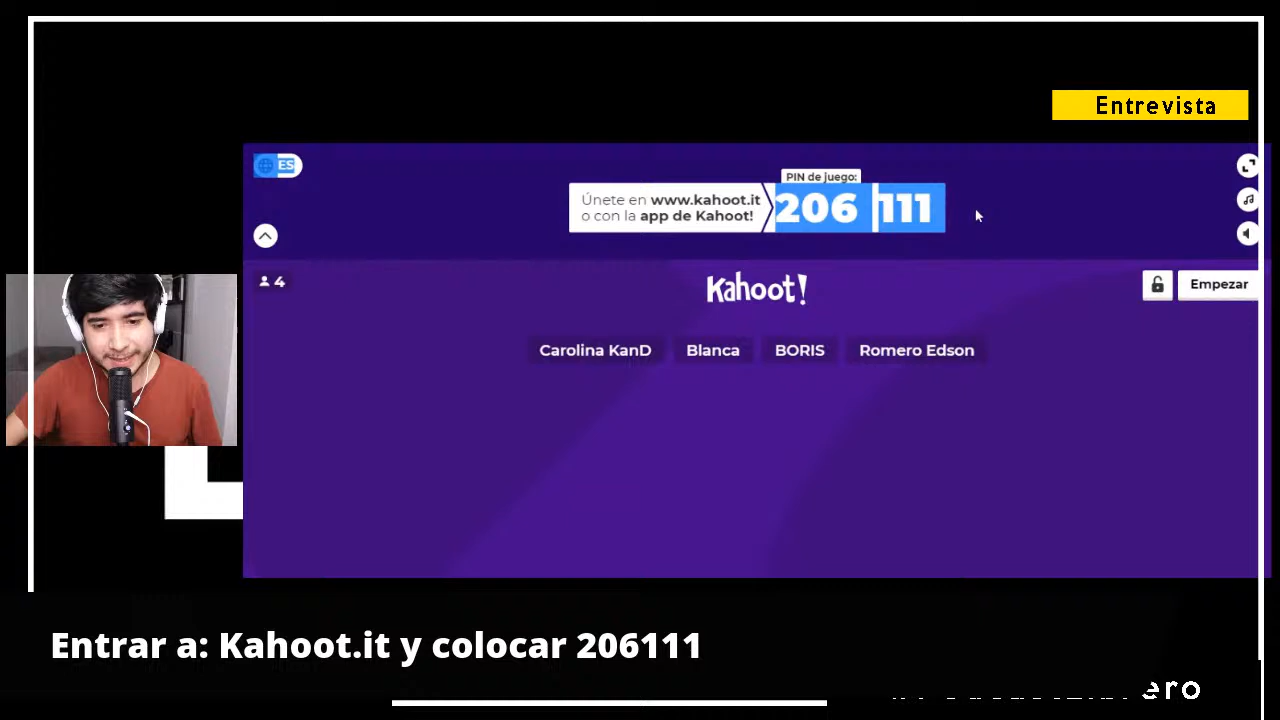 Entrevista
ES
PIN de juego:
Únete en www.kahoot.it
o con la app de Kahoot!
206 111
4
Kahoot!
Empezar
Carolina KanD Blanca BORIS Romero Edson
Entrar a: Kahoot.it y colocar 206111